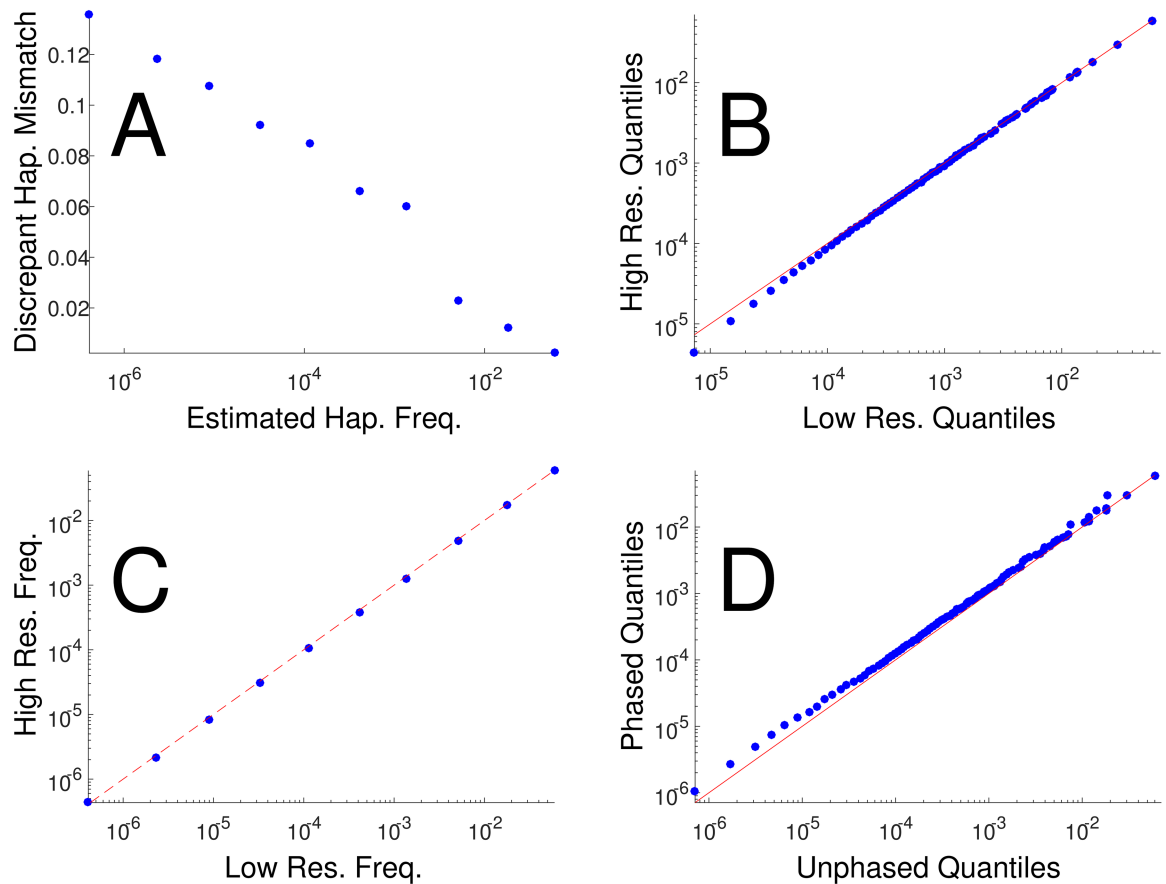 Discrepant Hap. Mismatch
0.12
0.1
0.08
0.06
0.04
0.02
A
10^-6 10^-4 10^-2
Estimated Hap. Freq.
High Res. Quantiles
10^-2
10^-3
10^-4
10^-5
B
10^-5 10^-4 10^-3 10^-2
Low Res. Quantiles
High Res. Freq.
10^-2
10^-3
10^-4
10^-5
10^-6
C
10^-6 10^-5 10^-4 10^-3 10^-2
Low Res. Freq.
Phased Quantiles
10^-2
10^-3
10^-4
10^-5
10^-6
D
10^-6 10^-5 10^-4 10^-3 10^-2
Unphased Quantiles